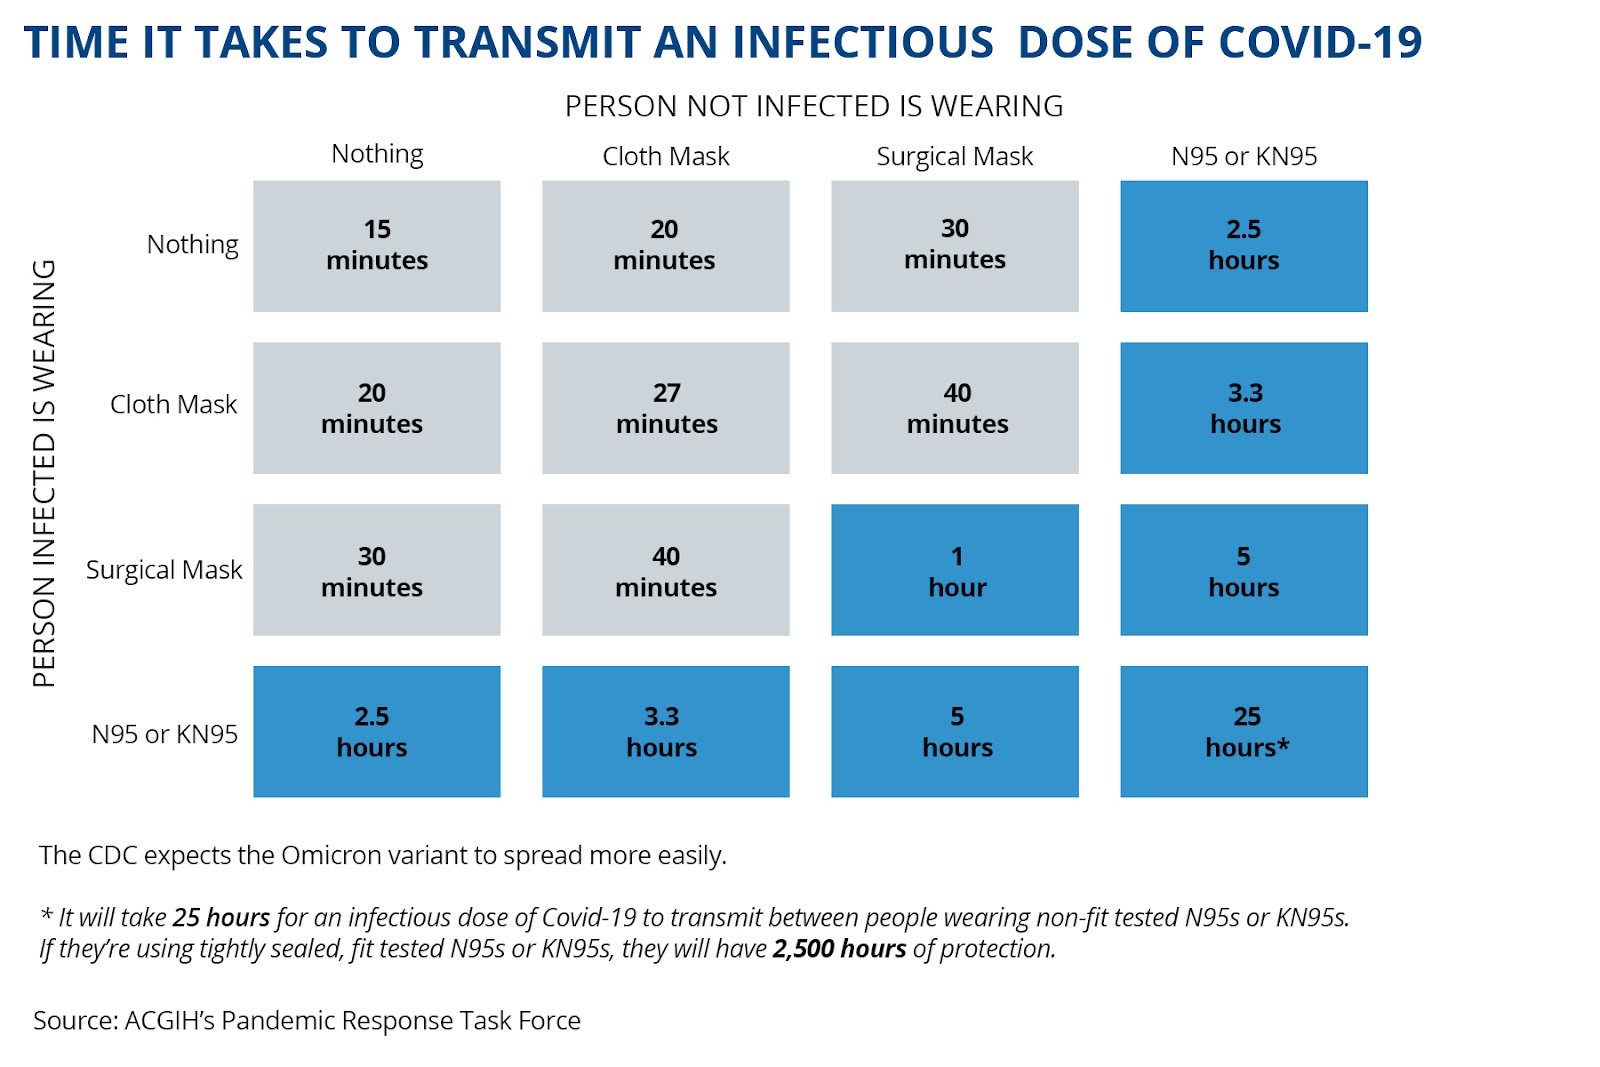 TIME IT TAKES TO TRANSMIT AN INFECTIOUS DOSE OF COVID-19
PERSON NOT INFECTED IS WEARING
Nothing
Cloth Mask
Surgical Mask
N95 or KN95
PERSON INFECTED IS WEARING
Nothing
15
minutes
20
minutes
30
minutes
2.5
hours
Cloth Mask
20
minutes
27
minutes
40
minutes
3.3
hours
Surgical Mask
30
minutes
40
minutes
1
hour
5
hours
N95 or KN95
2.5
hours
3.3
hours
5
hours
25
hours*
The CDC expects the Omicron variant to spread more easily.
* It will take 25 hours for an infectious dose of Covid-19 to transmit between people wearing non-fit tested N95s or KN95s.
If they’re using tightly sealed, fit tested N95s or KN95s, they will have 2,500 hours of protection.
Source: ACGIH’s Pandemic Response Task Force